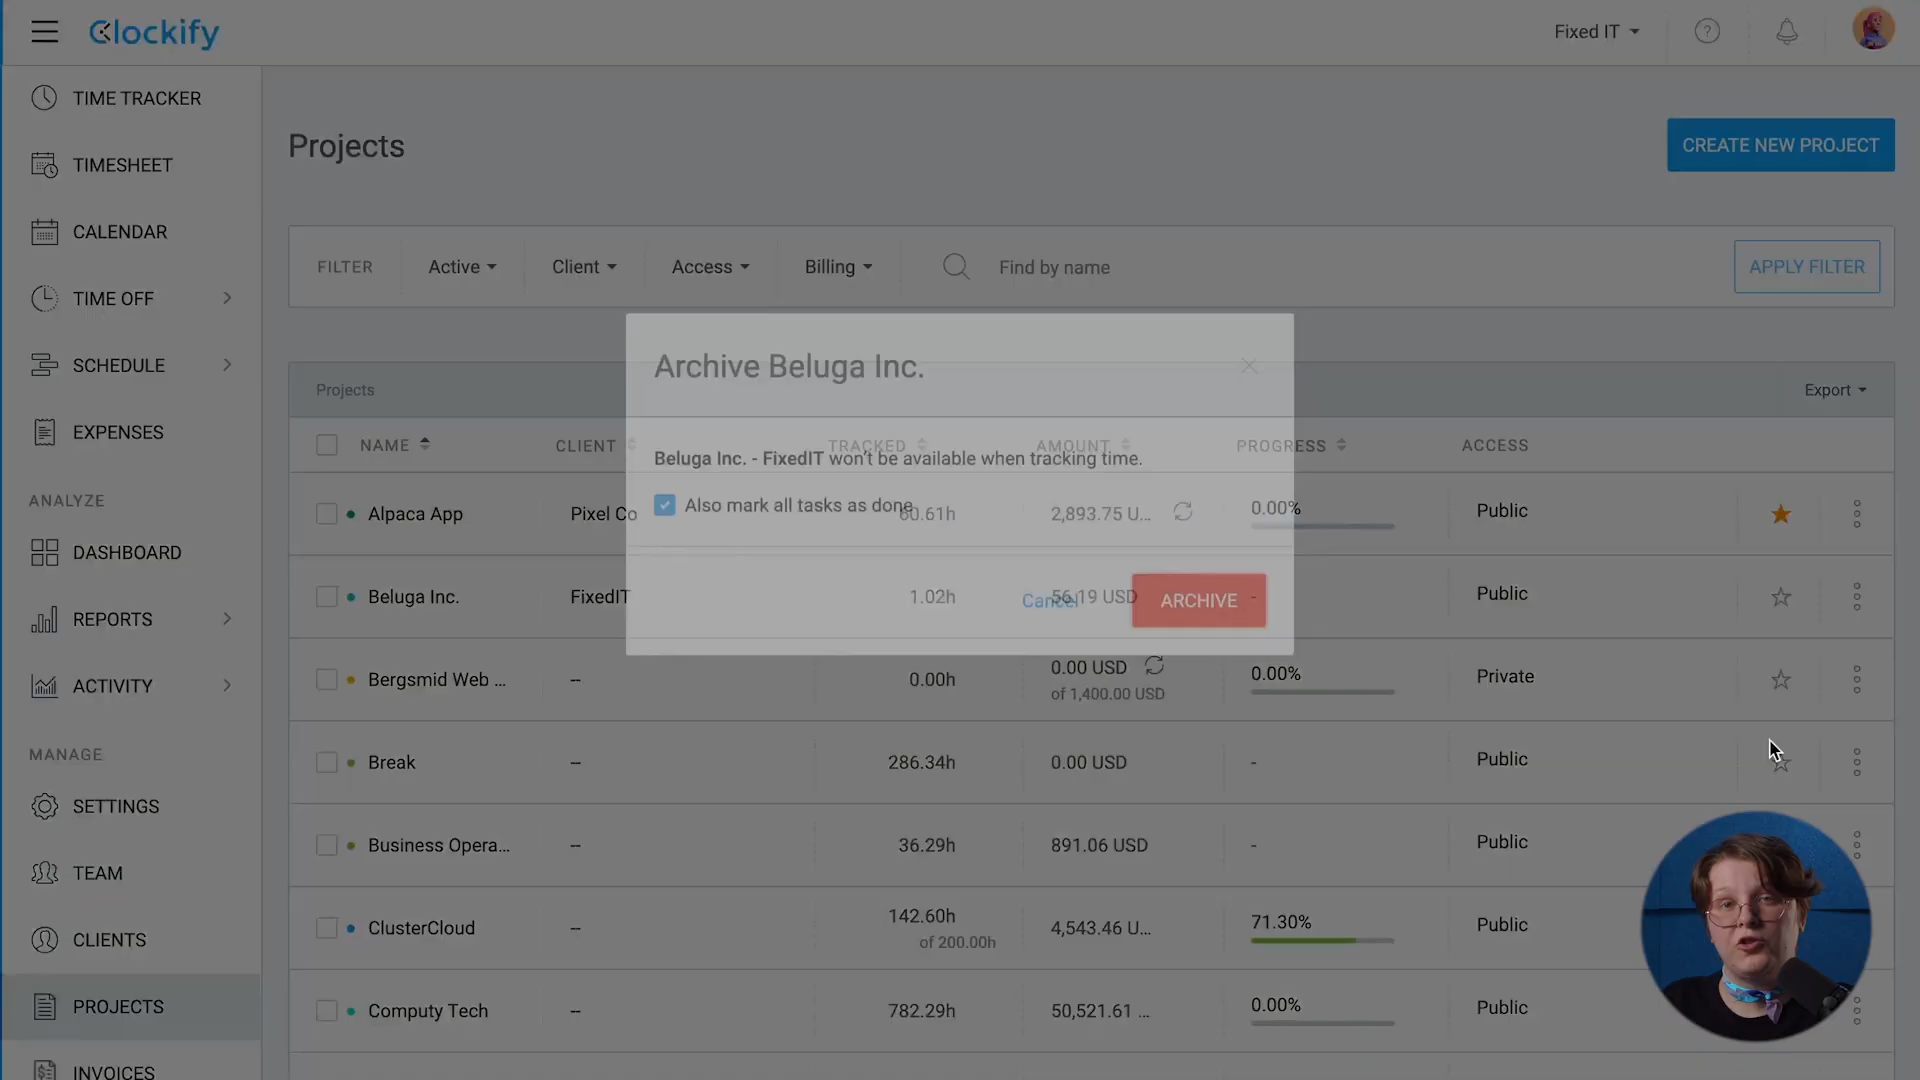 Clockify
Fixed IT
?
TIME TRACKER
TIMESHEET
CALENDAR
TIME OFF
SCHEDULE
EXPENSES
ANALYZE
DASHBOARD
REPORTS
ACTIVITY
MANAGE
SETTINGS
TEAM
CLIENTS
PROJECTS
INVOICES
Projects
CREATE NEW PROJECT
FILTER Active Client Access Billing Find by name APPLY FILTER
Projects Export
NAME CLIENT TRACKED AMOUNT PROGRESS ACCESS
Alpaca App Pixel Co 60.61h 2,893.75 U... 0.00% Public
Beluga Inc. FixedIT 1.02h 56.19 USD - Public
Bergsmid Web ... -- 0.00h 0.00 USD 0.00% Private
of 1,400.00 USD
Break -- 286.34h 0.00 USD - Public
Business Opera... -- 36.29h 891.06 USD - Public
ClusterCloud -- 142.60h 4,543.46 U... 71.30% Public
of 200.00h
Computy Tech -- 782.29h 50,521.61 ... 0.00% Public
Archive Beluga Inc.
Beluga Inc. - FixedIT won't be available when tracking time.
Also mark all tasks as done
Cancel ARCHIVE